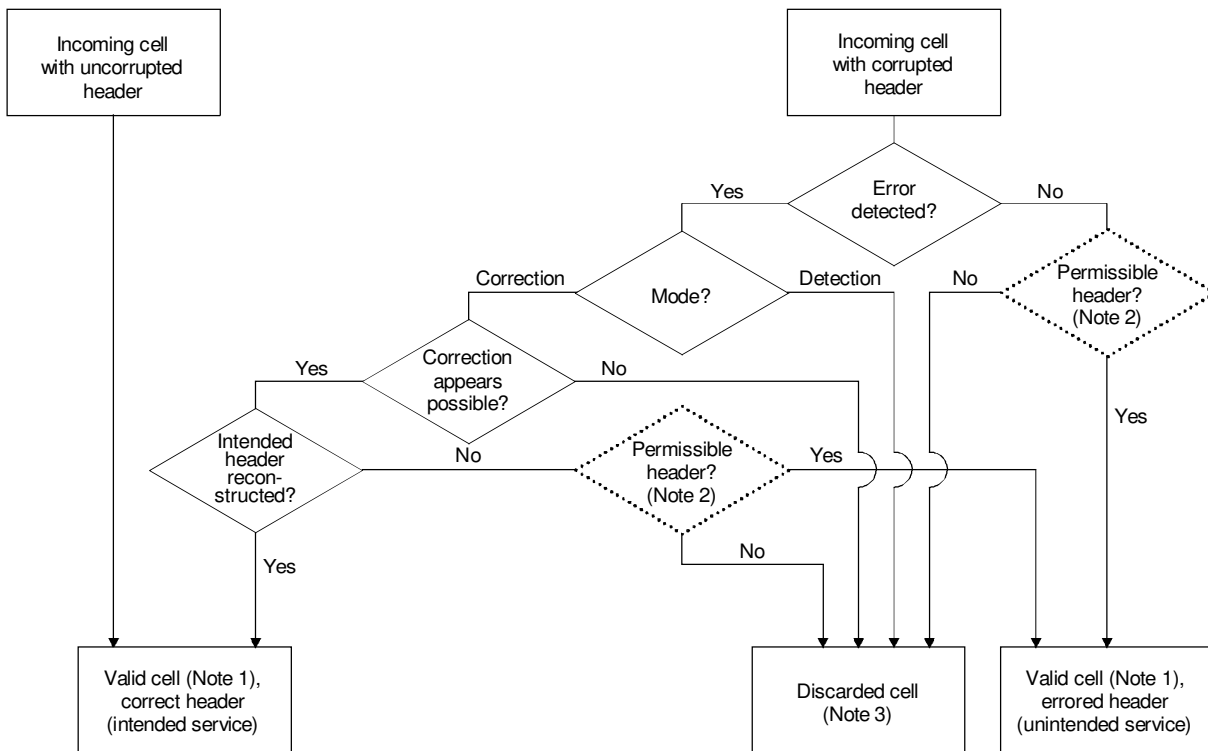 Incoming cell
with uncorrupted
header
Incoming cell
with corrupted
header
Yes
Error
detected?
No
Correction
Mode?
Detection
No
Permissible
header?
(Note 2)
Yes
Correction
appears
possible?
No
Yes
Intended
header
recon-
structed?
No
Permissible
header?
(Note 2)
Yes
Yes
No
Valid cell (Note 1),
correct header
(intended service)
Discarded cell
(Note 3)
Valid cell (Note 1),
errored header
(unintended service)